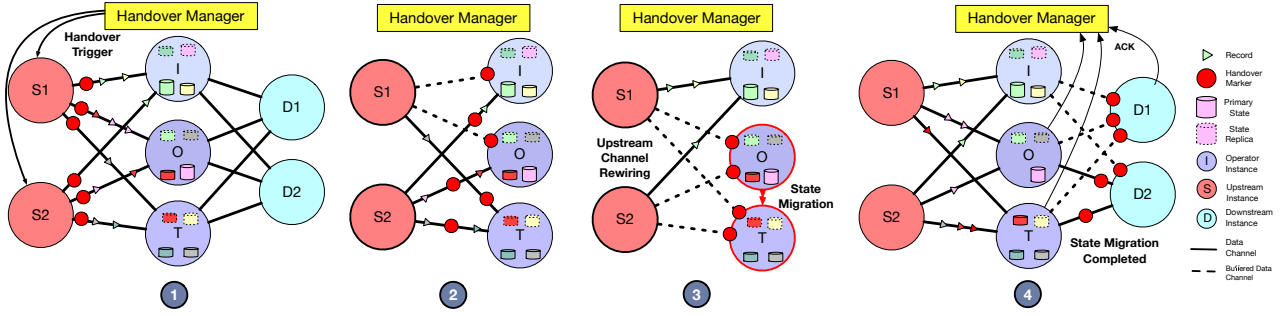 Handover Manager
Handover
Trigger
S1
S2
I
O
T
D1
D2
1
Handover Manager
S1
S2
I
O
T
2
Handover Manager
S1
S2
Upstream
Channel
Rewiring
I
O
State
Migration
T
3
Handover Manager
ACK
S1
S2
I
O
T
D1
D2
State Migration
Completed
4
Record
Handover
Marker
Primary
State
State
Replica
I
Operator
Instance
S
Upstream
Instance
D
Downstream
Instance
Data
Channel
Buffered Data
Channel